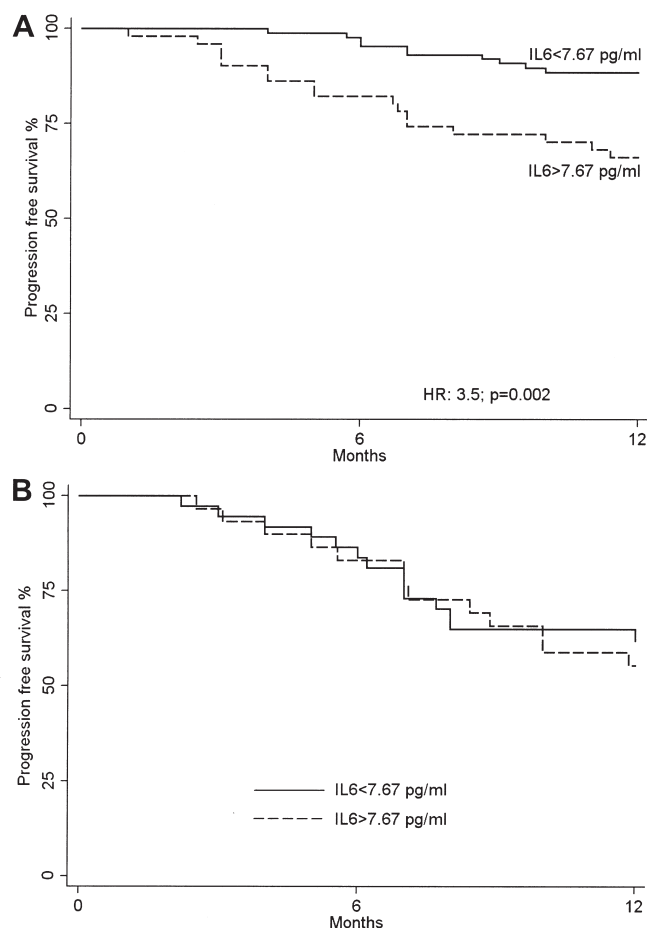 A
100
75
50
25
0
Progression free survival %
IL6<7.67 pg/ml
IL6>7.67 pg/ml
HR: 3.5; p=0.002
0
6
12
Months
B
100
75
50
25
0
Progression free survival %
IL6<7.67 pg/ml
IL6>7.67 pg/ml
0
6
12
Months